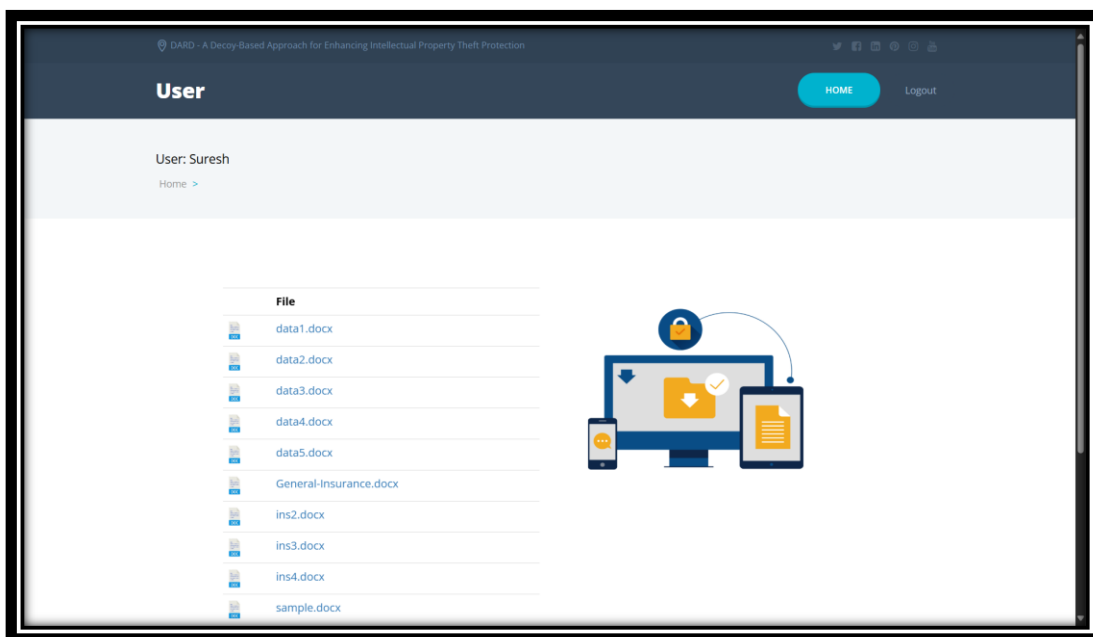 DARD - A Decoy-Based Approach for Enhancing Intellectual Property Theft Protection
User
HOME
Logout
User: Suresh
Home >
File
data1.docx
data2.docx
data3.docx
data4.docx
data5.docx
General-Insurance.docx
ins2.docx
ins3.docx
ins4.docx
sample.docx